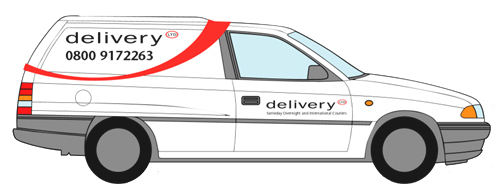 delivery LTD
0800 9172263
delivery LTD
Sameday Overnight and International Couriers